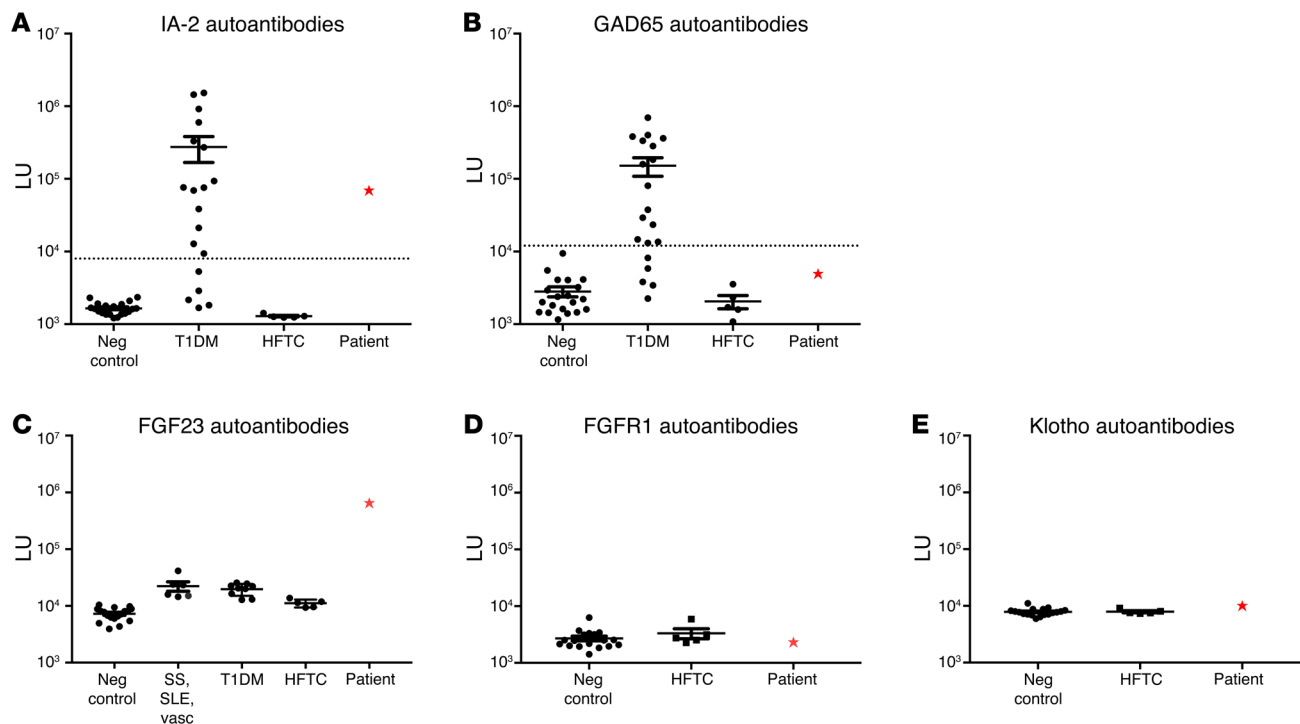 A IA-2 autoantibodies
10⁷
10⁶
10⁵
10⁴
10³
LU
Neg control
T1DM
HFTC
Patient
B GAD65 autoantibodies
10⁷
10⁶
10⁵
10⁴
10³
LU
Neg
control
T1DM
HFTC
Patient
C FGF23 autoantibodies
10⁷
10⁶
10⁵
10⁴
10³
LU
Neg
control
SS,
SLE,
vasc
T1DM
HFTC
Patient
D FGFR1 autoantibodies
10⁷
10⁶
10⁵
10⁴
10³
LU
Neg
control
HFTC
Patient
E Klotho autoantibodies
10⁷
10⁶
10⁵
10⁴
10³
LU
Neg
control
HFTC
Patient